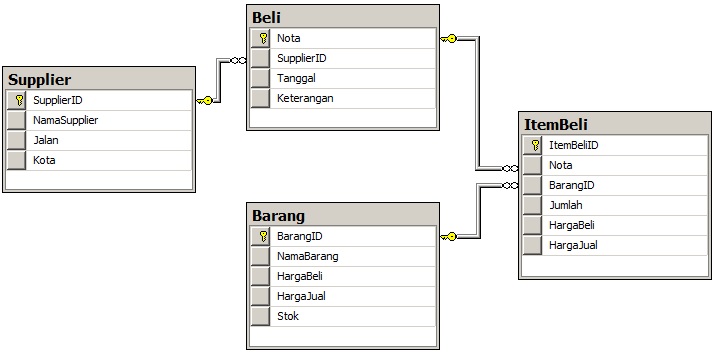 Supplier
SupplierID
NamaSupplier
Jalan
Kota
Beli
Nota
SupplierID
Tanggal
Keterangan
Barang
BarangID
NamaBarang
HargaBeli
HargaJual
Stok
ItemBeli
ItemBeliID
Nota
BarangID
Jumlah
HargaBeli
HargaJual